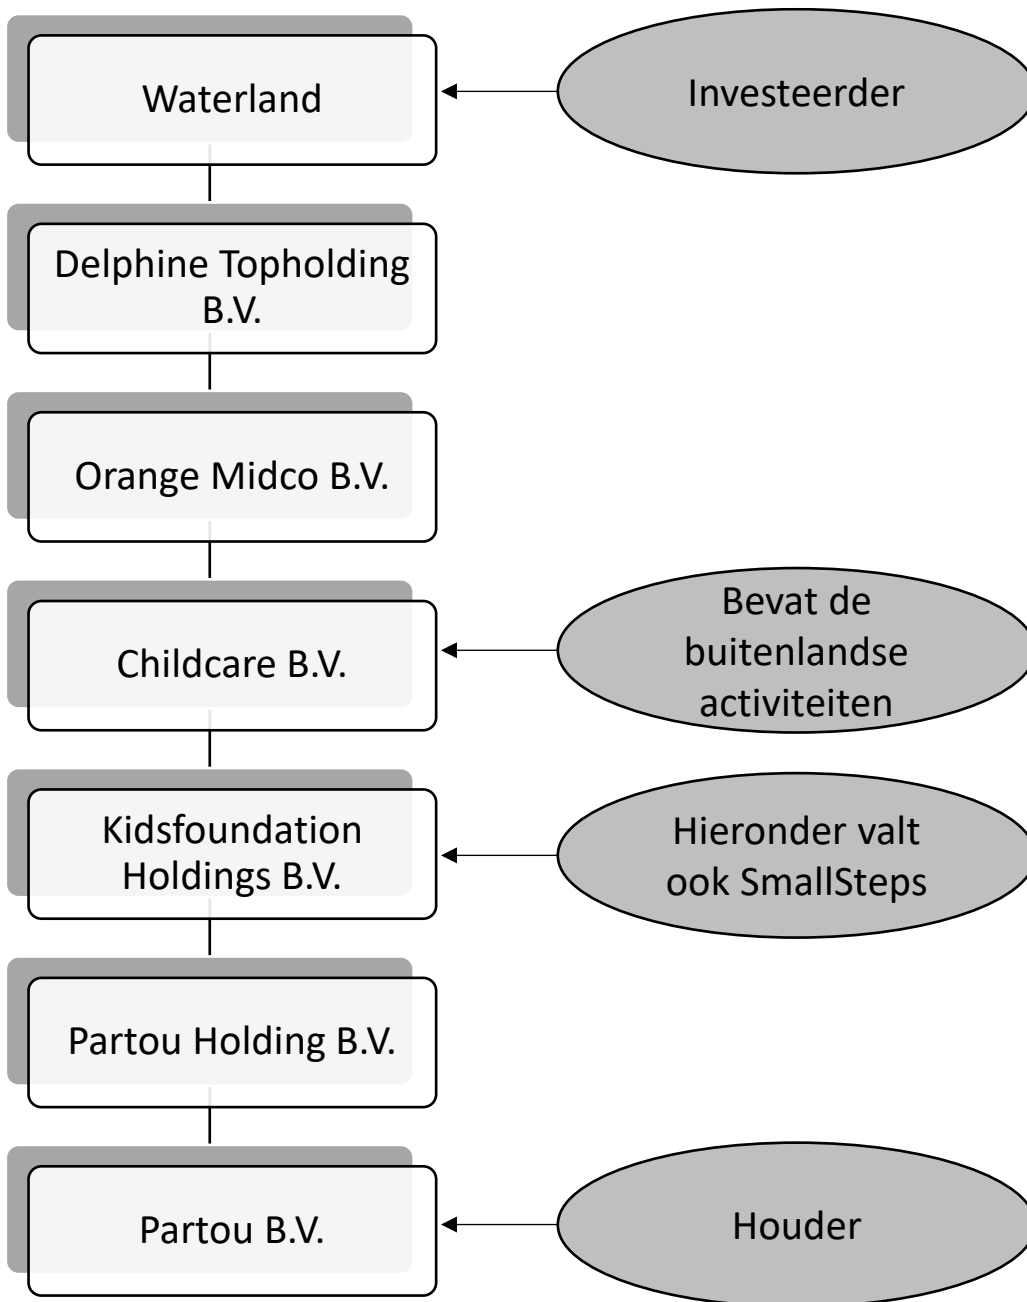 Waterland
Investeerder
Delphine Topholding
B.V.
Orange Midco B.V.
Childcare B.V.
Bevat de
buitenlandse
activiteiten
Kidsfoundation
Holdings B.V.
Hieronder valt
ook SmallSteps
Partou Holding B.V.
Partou B.V.
Houder